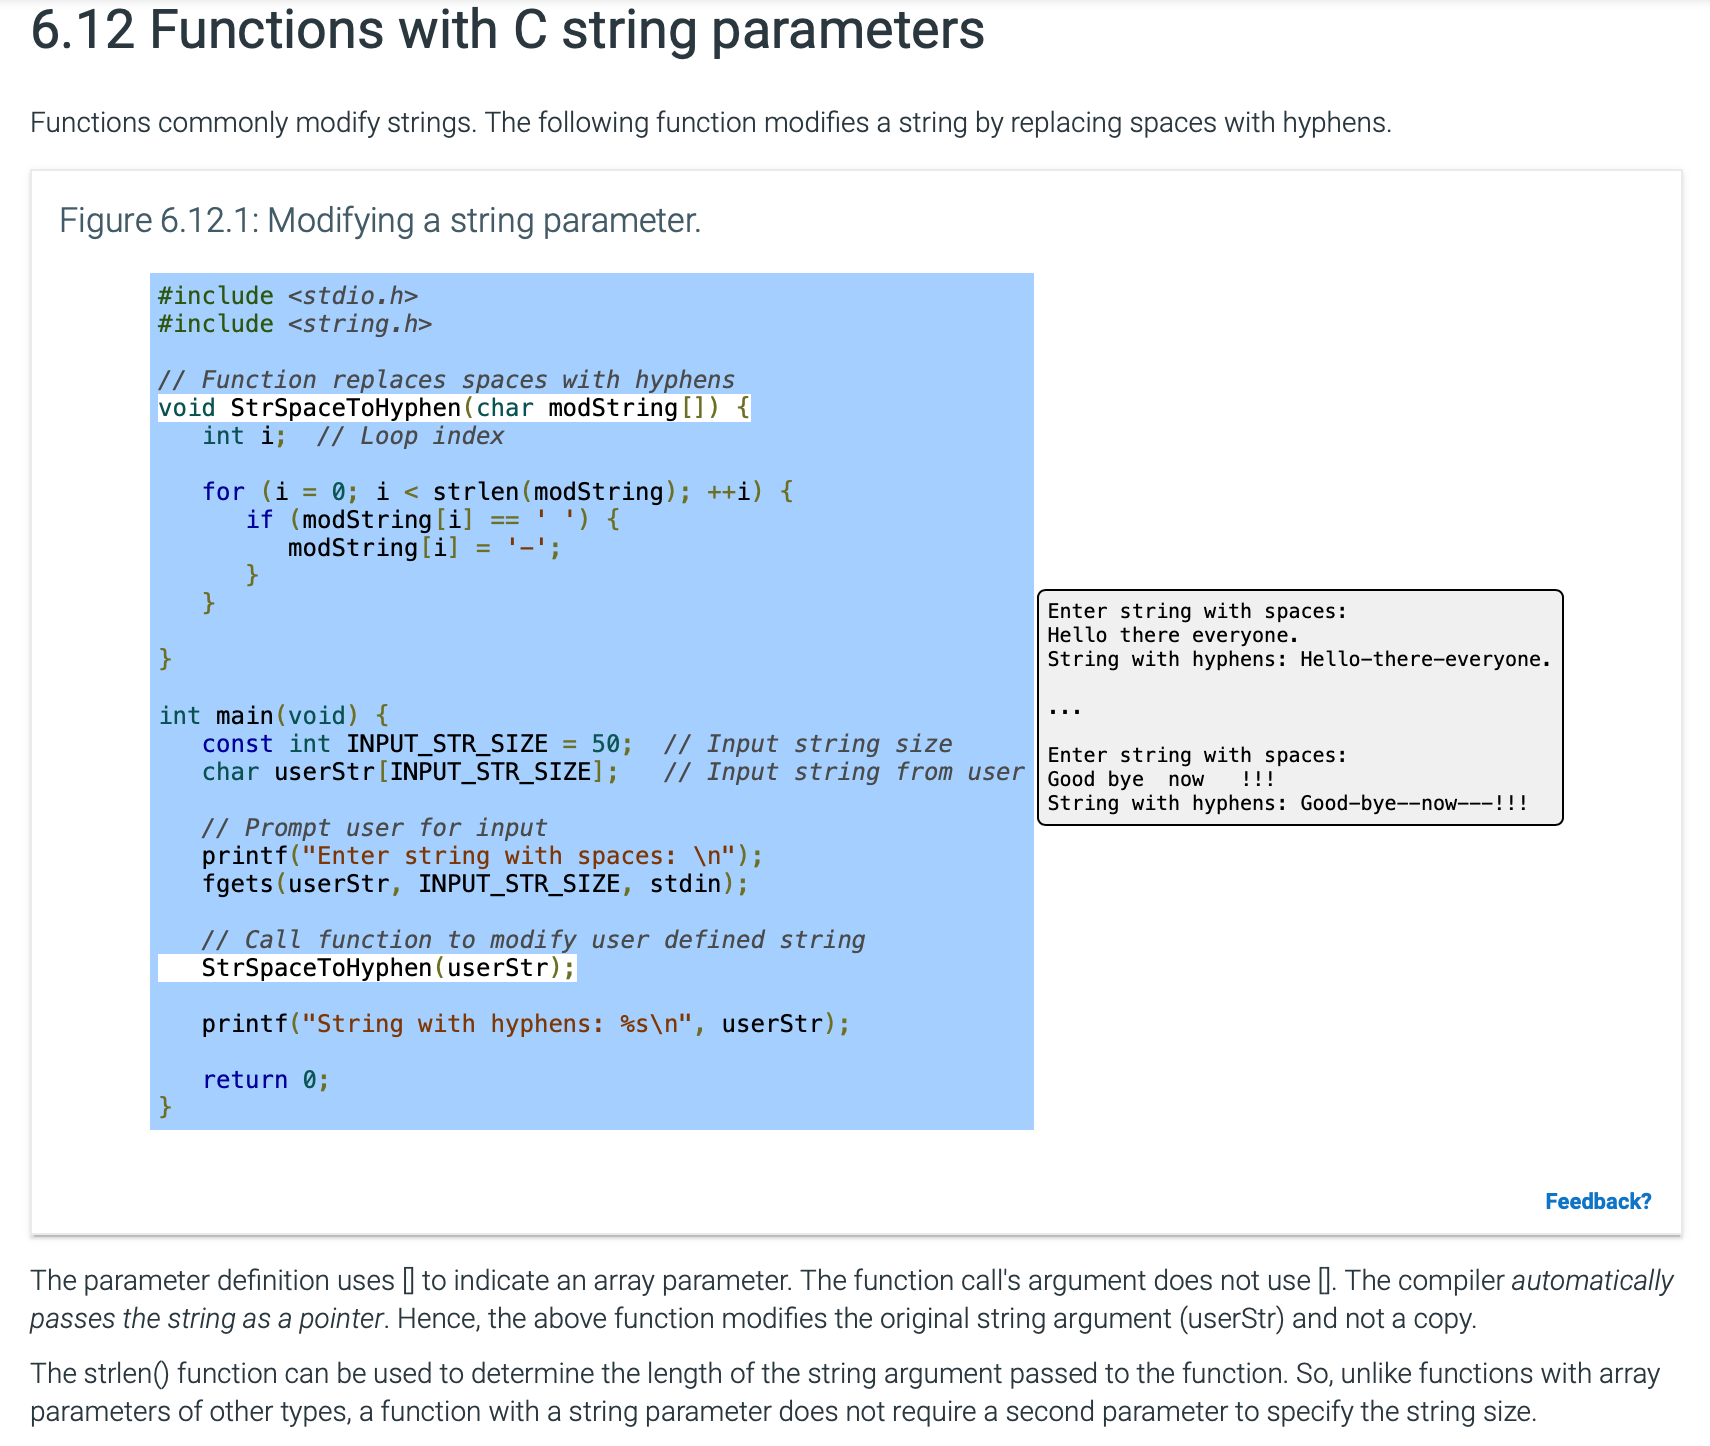 6.12 Functions with C string parameters
Functions commonly modify strings. The following function modifies a string by replacing spaces with hyphens.
Figure 6.12.1: Modifying a string parameter.
#include <stdio.h>
#include <string.h>
// Function replaces spaces with hyphens
void StrSpaceToHyphen(char modString[]) {
   int i;  // Loop index
   for (i = 0; i < strlen(modString); ++i) {
      if (modString[i] == ' ') {
         modString[i] = '-';
      }
   }
}
int main(void) {
   const int INPUT_STR_SIZE = 50;  // Input string size
   char userStr[INPUT_STR_SIZE];   // Input string from user
   // Prompt user for input
   printf("Enter string with spaces: \n");
   fgets(userStr, INPUT_STR_SIZE, stdin);
   // Call function to modify user defined string
   StrSpaceToHyphen(userStr);
   printf("String with hyphens: %s\n", userStr);
   return 0;
}
Enter string with spaces:
Hello there everyone.
String with hyphens: Hello-there-everyone.
...
Enter string with spaces:
Good bye  now   !!!
String with hyphens: Good-bye--now---!!!
Feedback?
The parameter definition uses [] to indicate an array parameter. The function call's argument does not use []. The compiler automatically
passes the string as a pointer. Hence, the above function modifies the original string argument (userStr) and not a copy.
The strlen() function can be used to determine the length of the string argument passed to the function. So, unlike functions with array
parameters of other types, a function with a string parameter does not require a second parameter to specify the string size.